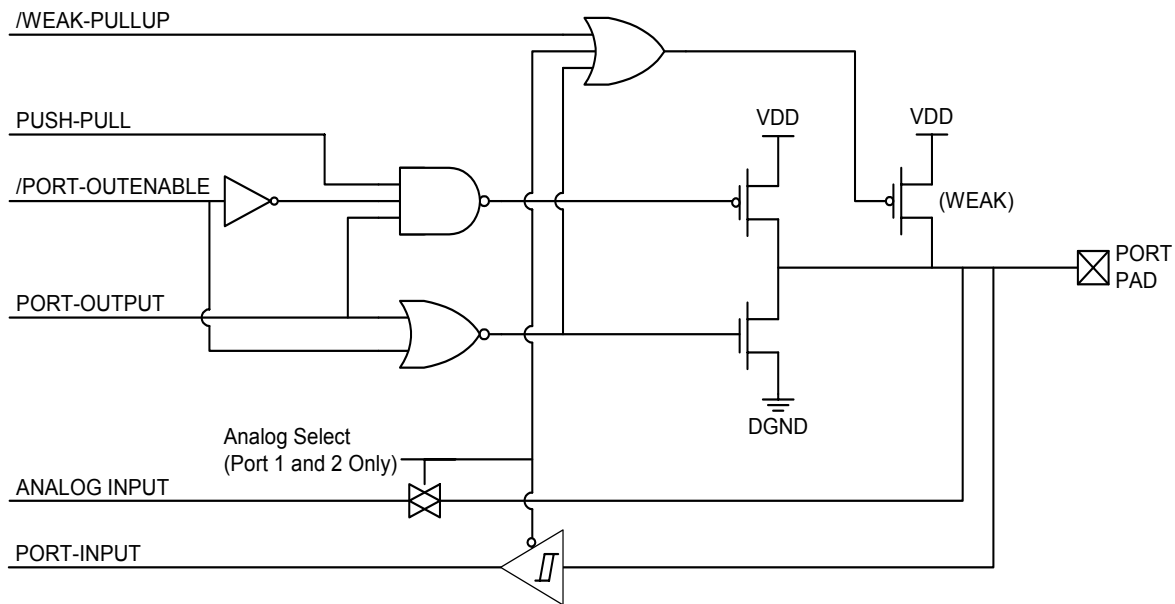 /WEAK-PULLUP
PUSH-PULL
VDD
VDD
/PORT-OUTENABLE
(WEAK)
PORT
PAD
PORT-OUTPUT
DGND
Analog Select
(Port 1 and 2 Only)
ANALOG INPUT
PORT-INPUT